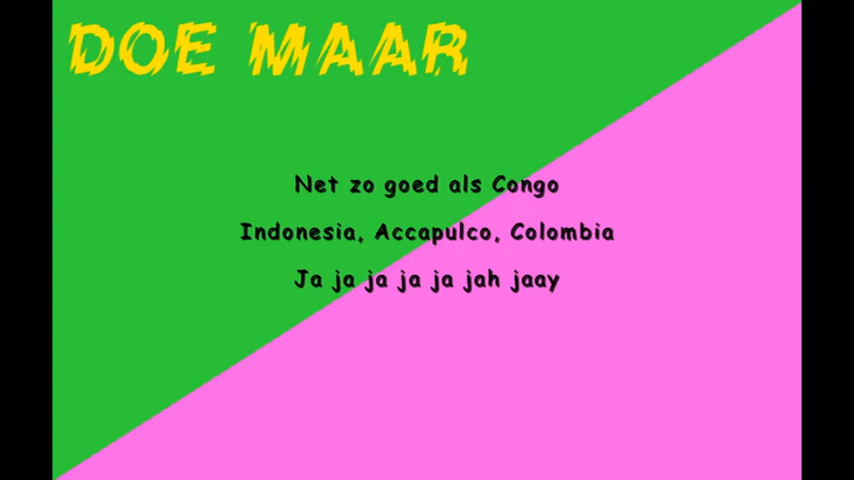 DOE MAAR
Net zo goed als Congo
Indonesia, Accapulco, Colombia
Ja ja ja ja ja jah jaay